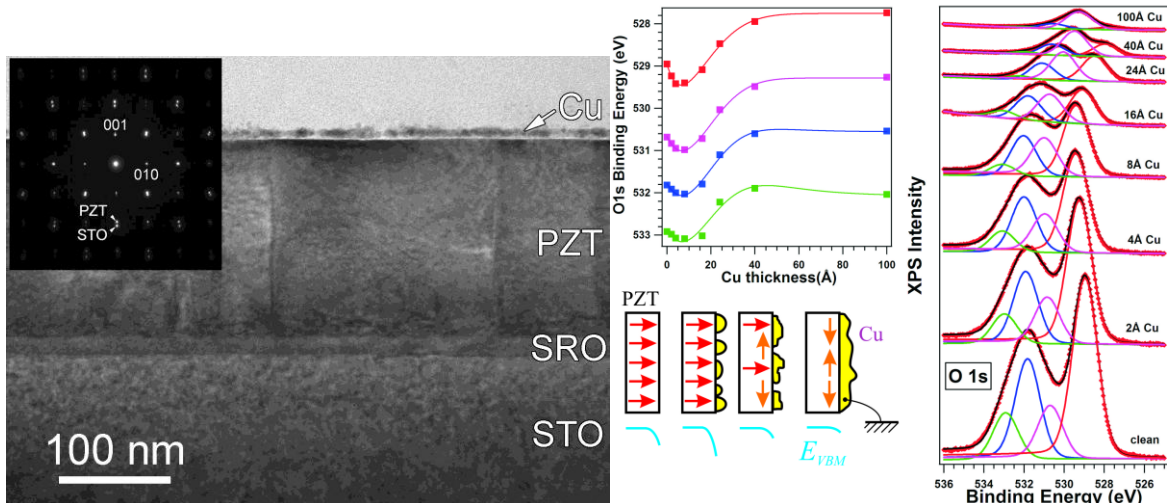 001
010
PZT
STO
Cu
PZT
SRO
STO
100 nm
O1s Binding Energy (eV)
528
529
530
531
532
533
0
20
40
60
80
100
Cu thickness(Å)
PZT
Cu
E_VBM
XPS Intensity
100Å Cu
40Å Cu
24Å Cu
16Å Cu
8Å Cu
4Å Cu
2Å Cu
O 1s
clean
536
534
532
530
528
526
Binding Energy (eV)